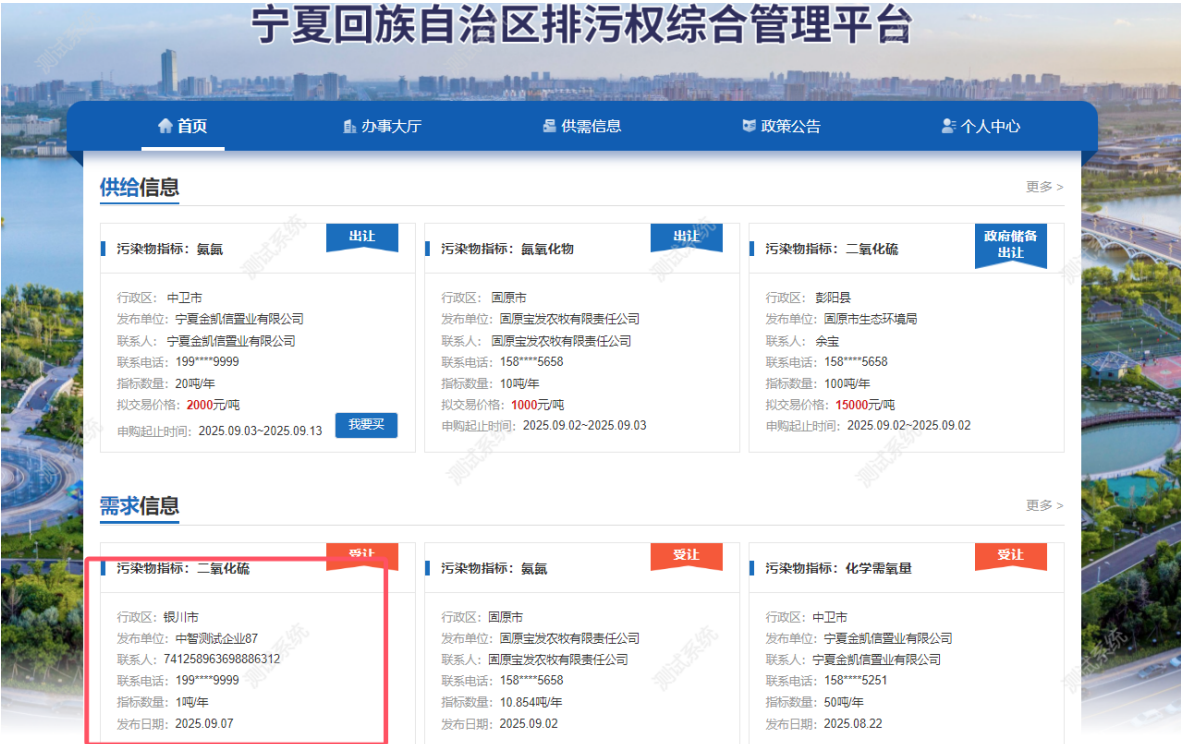 宁夏回族自治区排污权综合管理平台
首页
办事大厅
供需信息
政策公告
个人中心
供给信息
更多 >
污染物指标：氨氮
出让
行政区： 中卫市
发布单位：宁夏金凯信置业有限公司
联系人： 宁夏金凯信置业有限公司
联系电话：199****9999
指标数量：20吨/年
拟交易价格：2000元/吨
申购起止时间：2025.09.03~2025.09.13
我要买
污染物指标：氮氧化物
出让
行政区： 固原市
发布单位：固原宝发农牧有限责任公司
联系人： 固原宝发农牧有限责任公司
联系电话：158****5658
指标数量：10吨/年
拟交易价格：1000元/吨
申购起止时间：2025.09.02~2025.09.03
污染物指标：二氧化硫
政府储备
出让
行政区： 彭阳县
发布单位：固原市生态环境局
联系人： 余宝
联系电话：158****5658
指标数量：100吨/年
拟交易价格：15000元/吨
申购起止时间：2025.09.02~2025.09.02
需求信息
更多 >
污染物指标：二氧化硫
受让
行政区：银川市
发布单位：中智测试企业87
联系人：741258963698886312
联系电话：199****9999
指标数量：1吨/年
发布日期：2025.09.07
污染物指标：氨氮
受让
行政区：固原市
发布单位：固原宝发农牧有限责任公司
联系人：固原宝发农牧有限责任公司
联系电话：158****5658
指标数量：10.854吨/年
发布日期：2025.09.02
污染物指标：化学需氧量
受让
行政区：中卫市
发布单位：宁夏金凯信置业有限公司
联系人：宁夏金凯信置业有限公司
联系电话：158****5251
指标数量：50吨/年
发布日期：2025.08.22
测试系统
测试系统
测试系统
测试系统
测试系统
测试系统